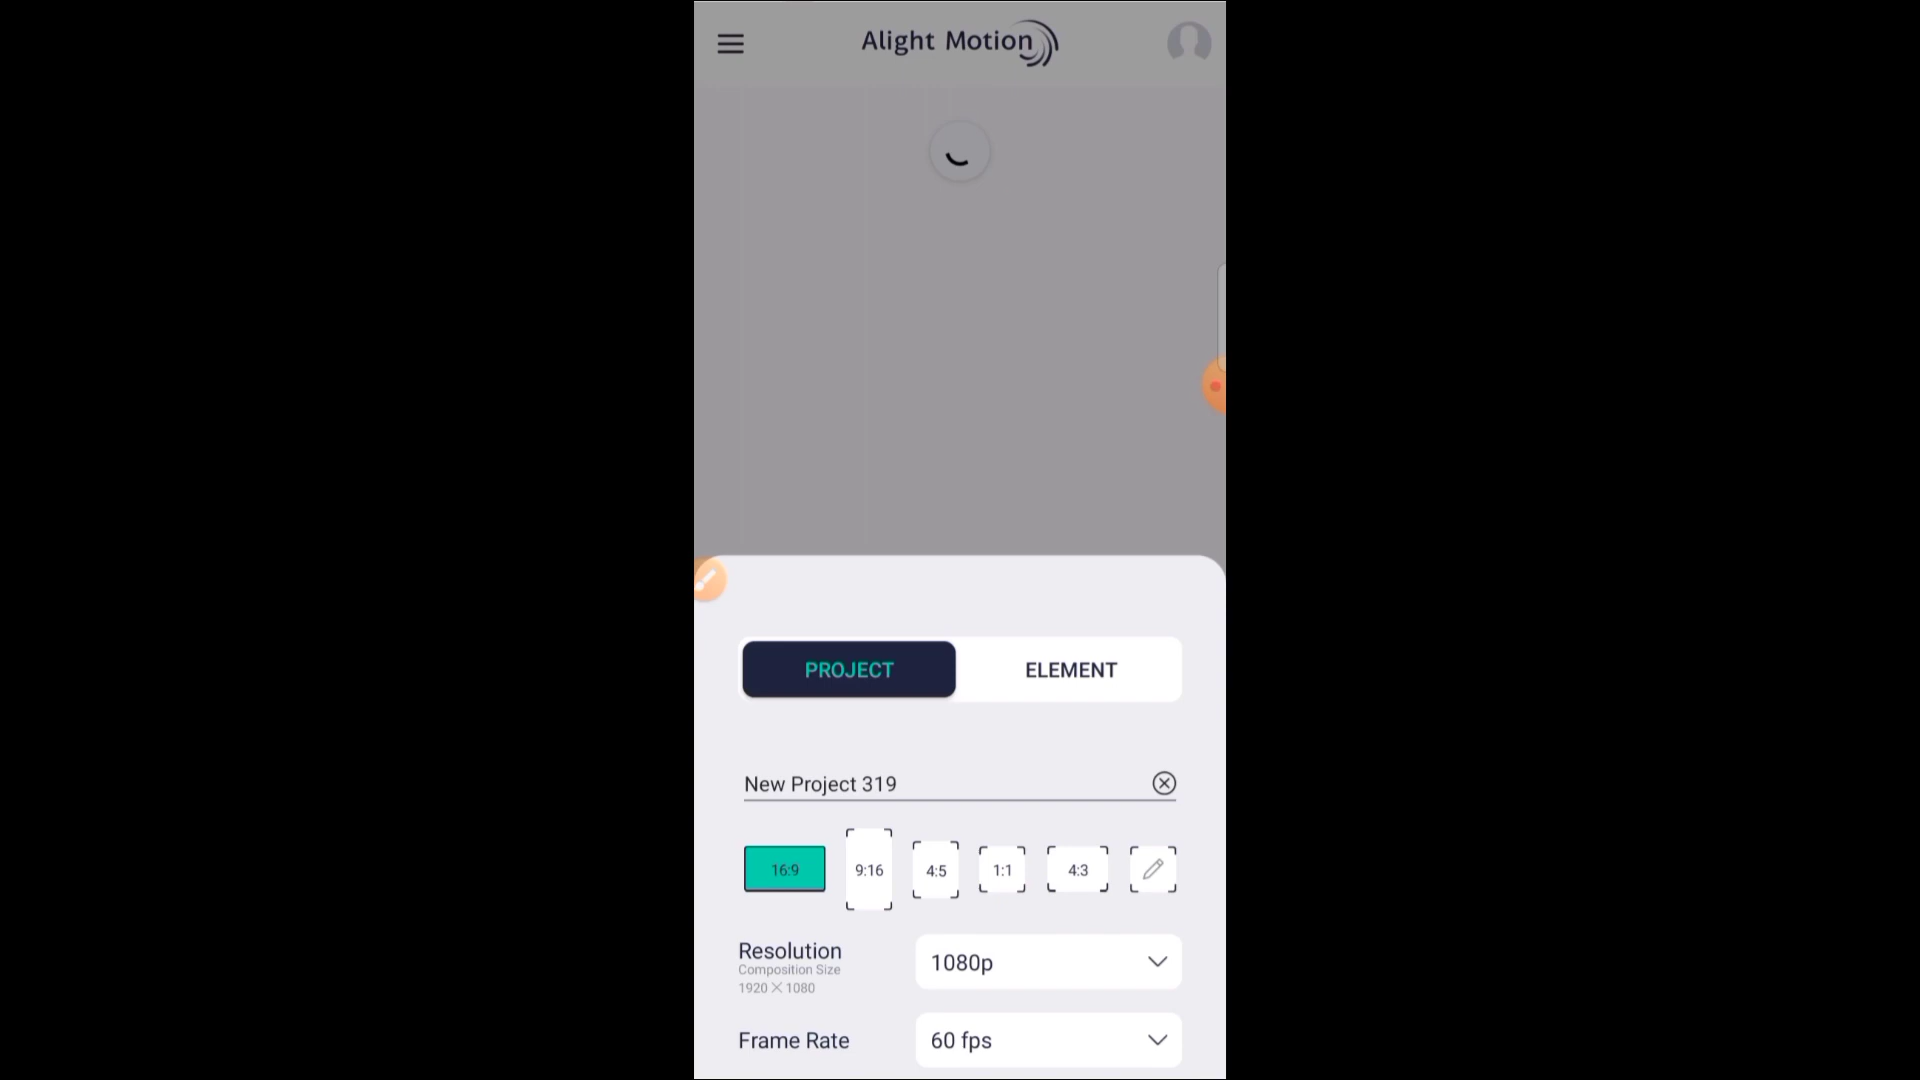 Alight Motion
PROJECT
ELEMENT
New Project 319
16:9
9:16
4:5
1:1
4:3
Resolution
Composition Size
1920 X 1080
1080p
Frame Rate
60 fps